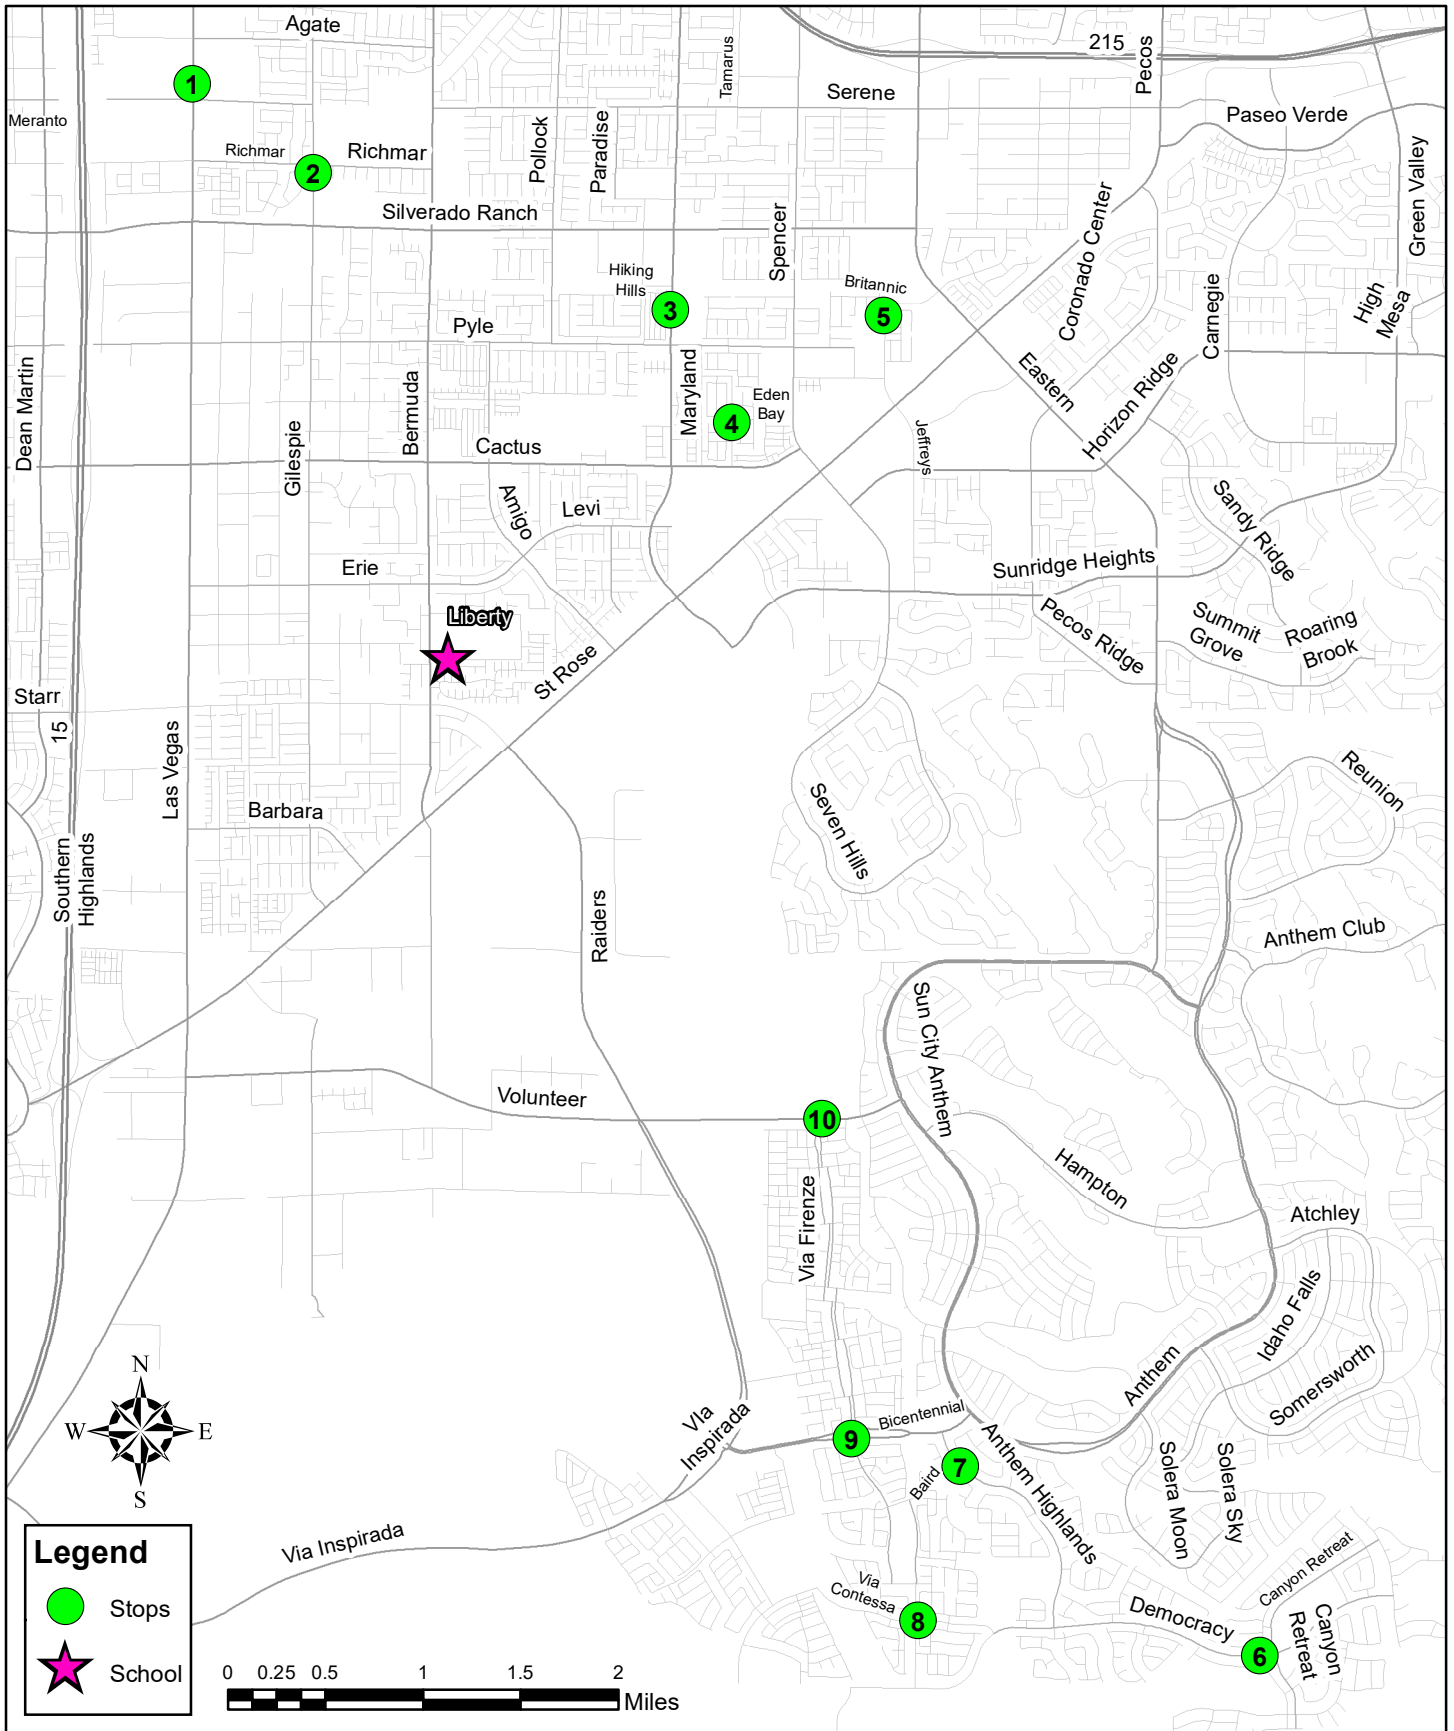 Agate
215
Pecos
Tamarus
1
Serene
Paseo Verde
Meranto
Richmar
Richmar
2
Pollock
Paradise
Green Valley
Silverado Ranch
Spencer
Coronado Center
Hiking
Hills
3
Britannic
5
Carnegie
High
Mesa
Pyle
Dean Martin
Bermuda
Maryland
Eastern
Horizon Ridge
Eden
Bay
4
Gilespie
Cactus
Jeffreys
Amigo
Levi
Sandy Ridge
Erie
Sunridge Heights
Liberty
Pecos Ridge
Summit
Grove
Roaring
Brook
St Rose
Starr
15
Las Vegas
Reunion
Barbara
Seven Hills
Southern
Highlands
Raiders
Anthem Club
Sun City Anthem
Volunteer
10
Hampton
Via Firenze
Atchley
Idaho Falls
Anthem
Somersworth
N
W
E
S
VIa
Inspirada
9
Bicentennial
7
Baird
Anthem Highlands
Solera Moon
Solera Sky
Via Inspirada
Canyon Retreat
Via
Contessa
8
Democracy
6
Canyon
Retreat
Legend
Stops
School
0 0.25 0.5 1 1.5 2
Miles